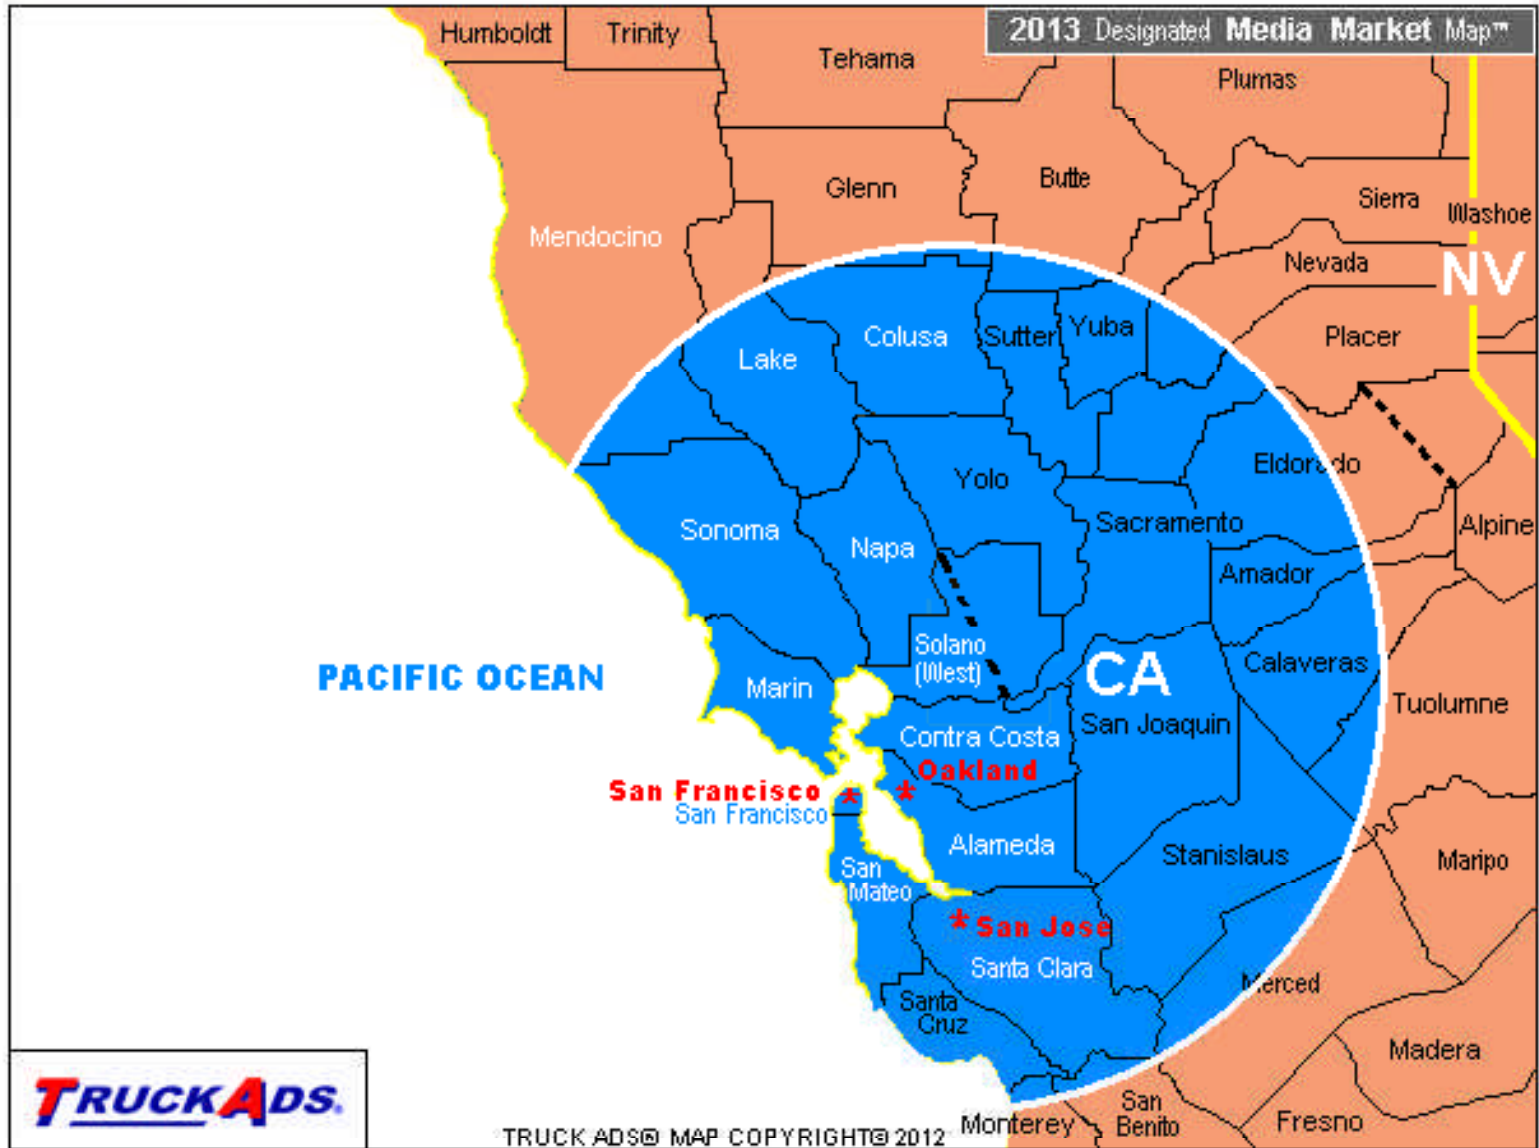 Humboldt
Trinity
2013 Designated Media Market Map™
Tehama
Plumas
Glenn
Butte
Sierra
Washoe
Mendocino
Nevada
NV
Colusa
Sutter
Yuba
Placer
Lake
Yolo
Eldorado
Sonoma
Napa
Sacramento
Alpine
Amador
Solano
(West)
Calaveras
PACIFIC OCEAN
Marin
CA
Tuolumne
Contra Costa
San Joaquin
Oakland
*
San Francisco
*
San Francisco
Alameda
Stanislaus
Maripo
San
Mateo
* San Jose
Santa Clara
Merced
Santa
Cruz
Madera
TRUCKADS.
San
Benito
Monterey
Fresno
TRUCK ADS® MAP COPYRIGHT© 2012